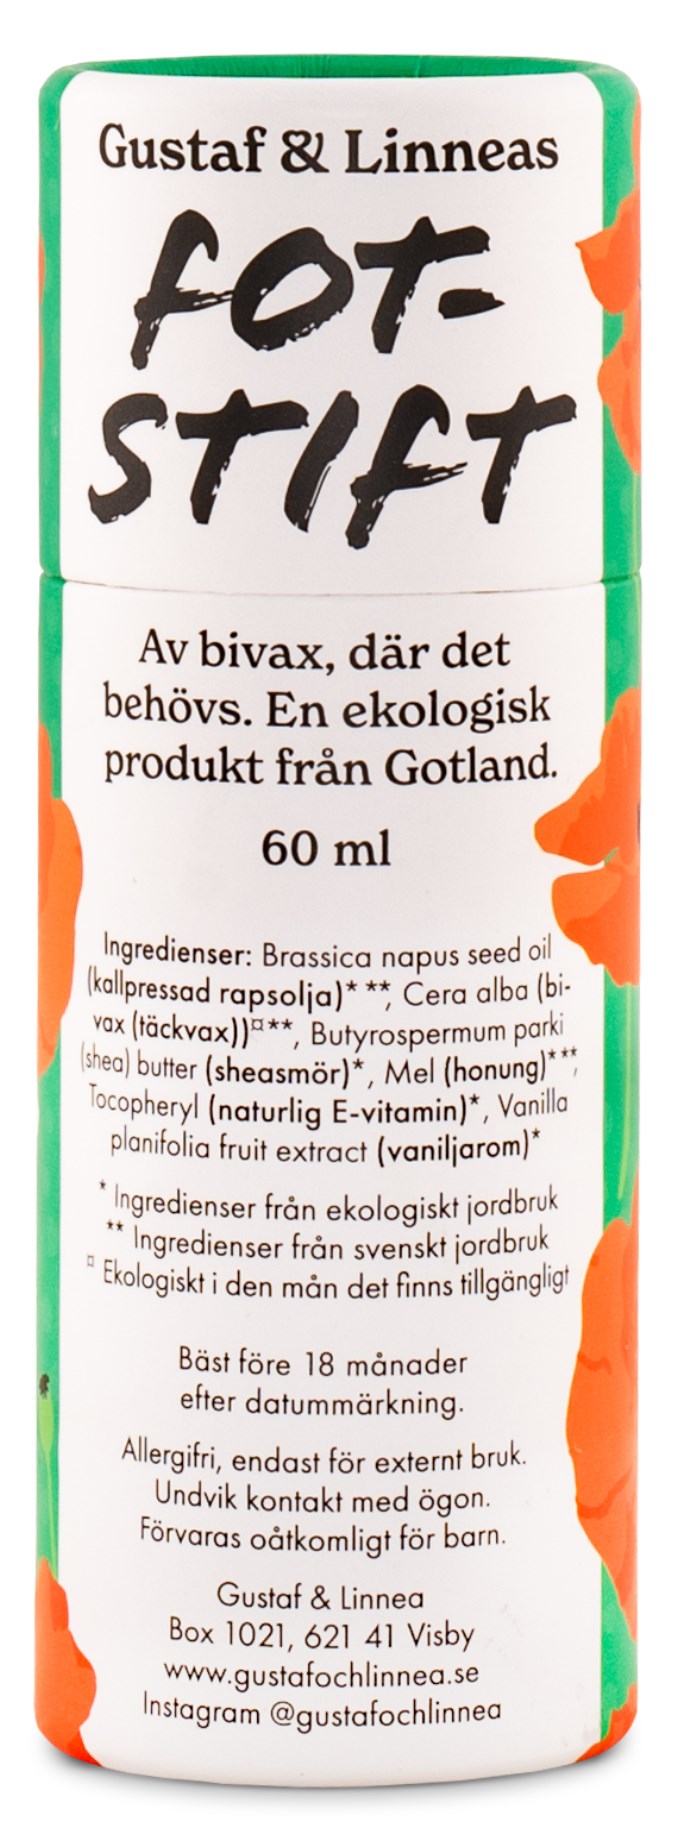 Gustaf & Linneas
FOT-
STIFT
Av bivax, där det
behövs. En ekologisk
produkt från Gotland.
60 ml
Ingredienser: Brassica napus seed oil
(kallpressad rapsolja)* **, Cera alba (bi-
vax (täckvax))¤**, Butyrospermum parki
(shea) butter (sheasmör)*, Mel (honung)* **,
Tocopheryl (naturlig E-vitamin)*, Vanilla
planifolia fruit extract (vaniljarom)*
* Ingredienser från ekologiskt jordbruk
** Ingredienser från svenskt jordbruk
¤ Ekologiskt i den mån det finns tillgängligt
Bäst före 18 månader
efter datummärkning.
Allergifri, endast för externt bruk.
Undvik kontakt med ögon.
Förvaras oåtkomligt för barn.
Gustaf & Linnea
Box 1021, 621 41 Visby
www.gustafochlinnea.se
Instagram @gustafochlinnea